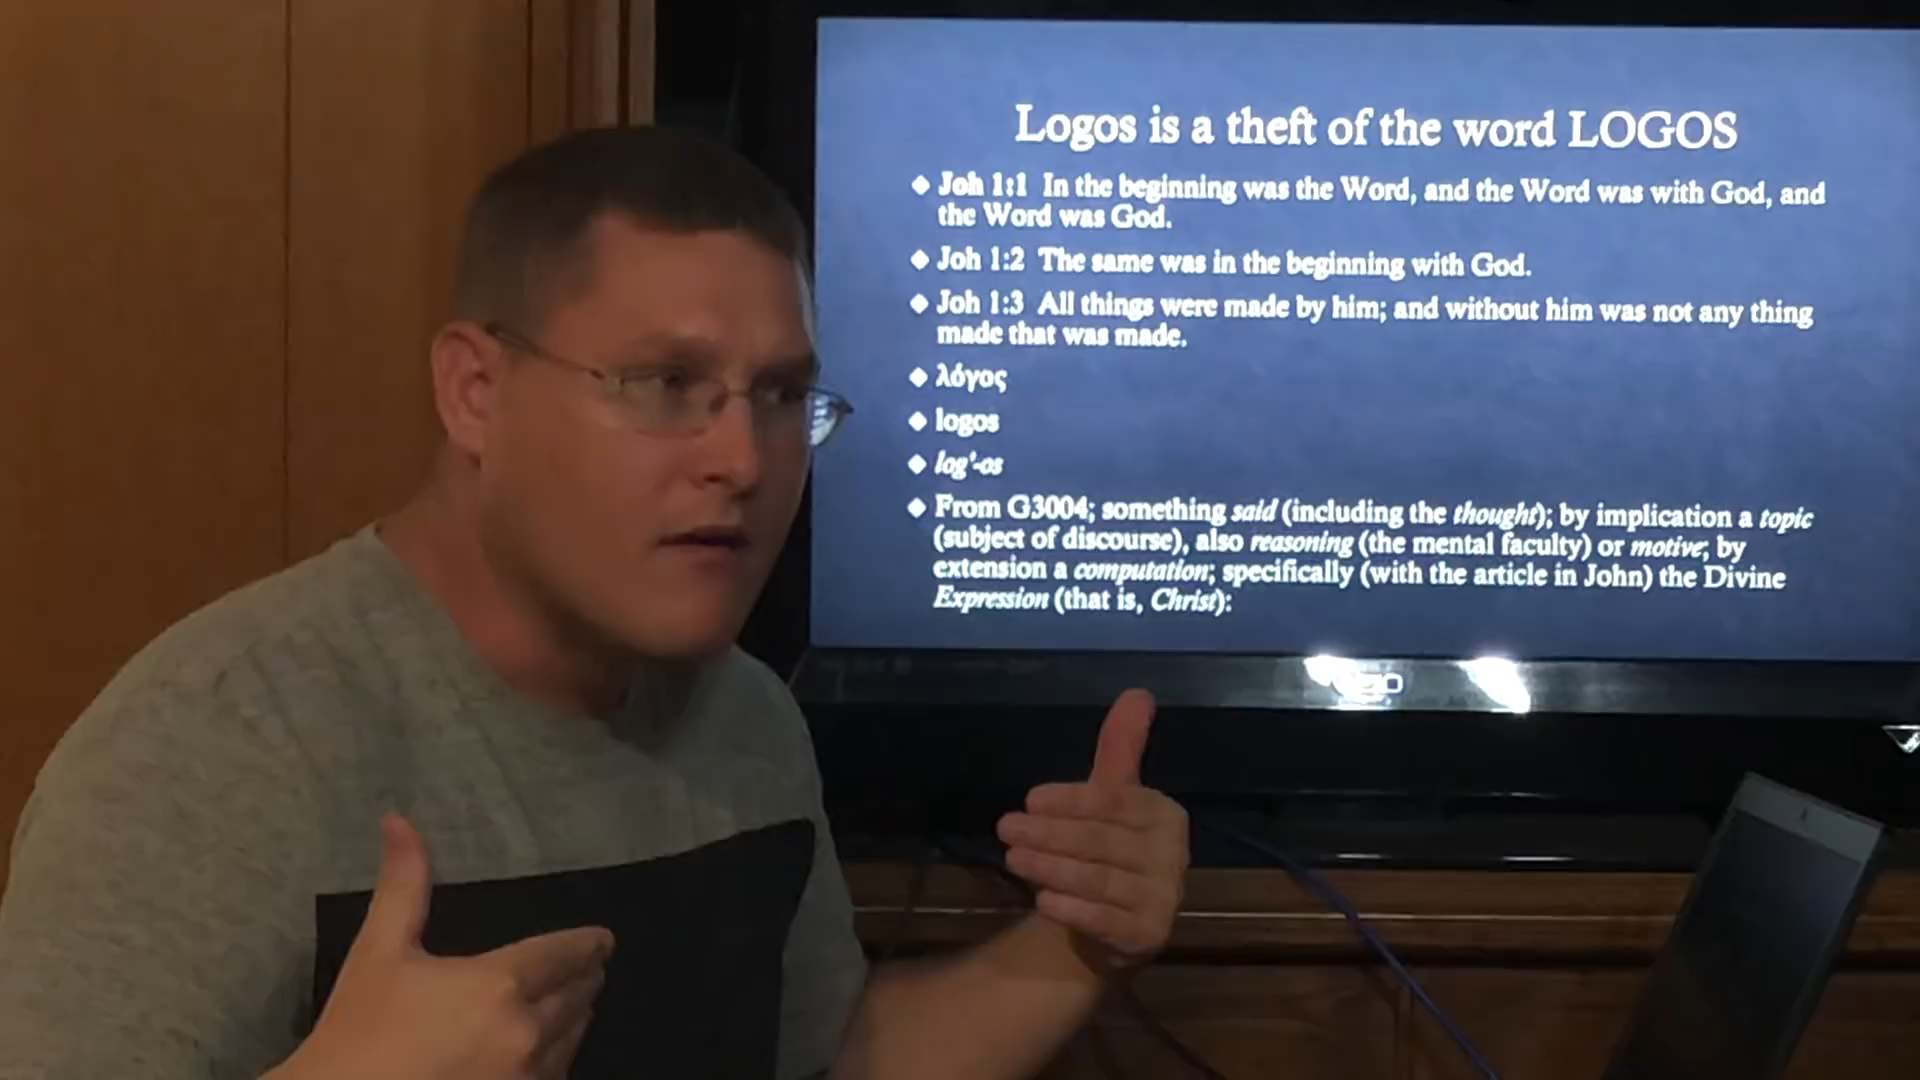 Logos is a theft of the word LOGOS
◆ Joh 1:1 In the beginning was the Word, and the Word was with God, and
the Word was God.
◆ Joh 1:2 The same was in the beginning with God.
◆ Joh 1:3 All things were made by him; and without him was not any thing
made that was made.
◆ λόγος
◆ logos
◆ log'-os
◆ From G3004; something said (including the thought); by implication a topic
(subject of discourse), also reasoning (the mental faculty) or motive; by
extension a computation; specifically (with the article in John) the Divine
Expression (that is, Christ):